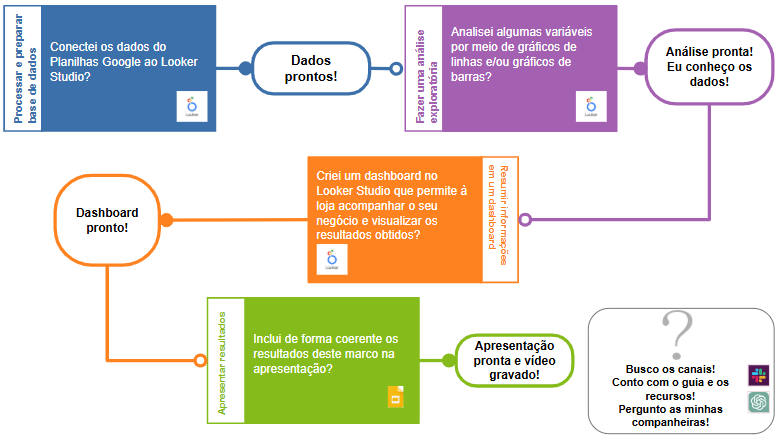 Processar e preparar
base de dados
Conectei os dados do
Planilhas Google ao Looker
Studio?
Looker
Dados
prontos!
Fazer uma análise
exploratória
Analisei algumas variáveis
por meio de gráficos de
linhas e/ou gráficos de
barras?
Looker
Análise pronta!
Eu conheço os
dados!
Resumir informações
em um dashboard
Criei um dashboard no
Looker Studio que permite à
loja acompanhar o seu
negócio e visualizar os
resultados obtidos?
Looker
Dashboard
pronto!
Apresentar resultados
Inclui de forma coerente os
resultados deste marco na
apresentação?
Apresentação
pronta e vídeo
gravado!
?
Busco os canais!
Conto com o guia e os
recursos!
Pergunto as minhas
companheiras!